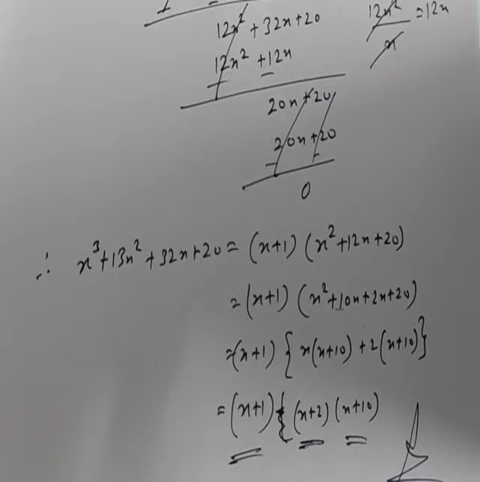 12x² + 32x + 20
12x² + 12x
12x²/x = 12x
20x + 20
20x + 20
0
∴ x³ + 13x² + 32x + 20 = (x+1) (x² + 12x + 20)
= (x+1) (x² + 10x + 2x + 20)
= (x+1) { x(x+10) + 2(x+10) }
= (x+1) { (x+2) (x+10)